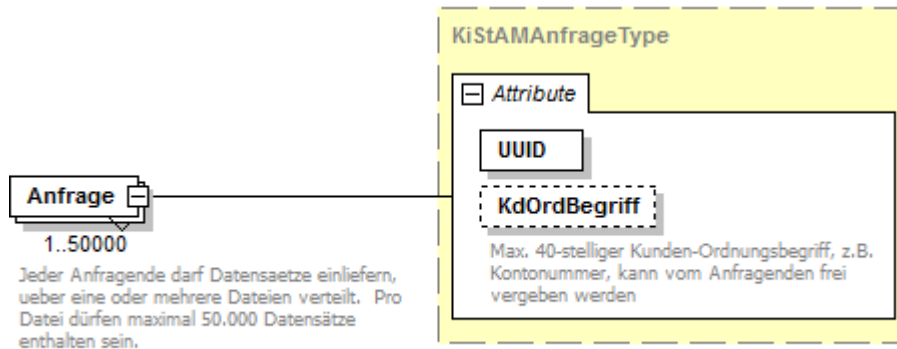 KiStAMAnfrageType
Attribute
UUID
KdOrdBegriff
Max. 40-stelliger Kunden-Ordnungsbegriff, z.B.
Kontonummer, kann vom Anfragenden frei
vergeben werden
Anfrage
1..50000
Jeder Anfragende darf Datensaetze einliefern,
ueber eine oder mehrere Dateien verteilt.  Pro
Datei dürfen maximal 50.000 Datensätze
enthalten sein.